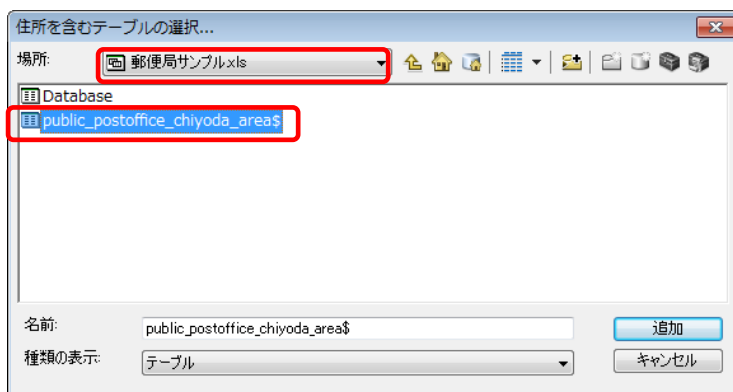 住所を含むテーブルの選択...
場所: 郵便局サンプル.xls
Database
public_postoffice_chiyoda_area$
名前: public_postoffice_chiyoda_area$ 追加
種類の表示: テーブル キャンセル